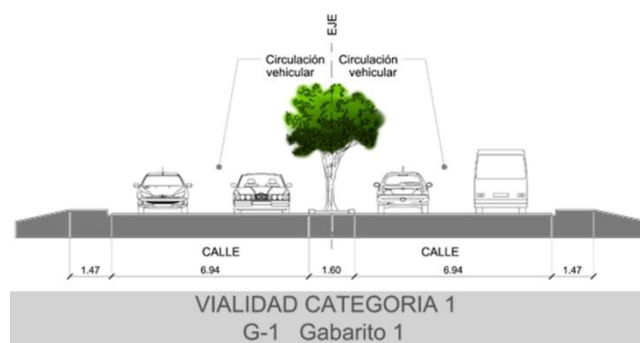 EJE
Circulación
vehicular
Circulación
vehicular
CALLE
CALLE
1.47
6.94
1.60
6.94
1.47
VIALIDAD CATEGORIA 1
G-1 Gabarito 1